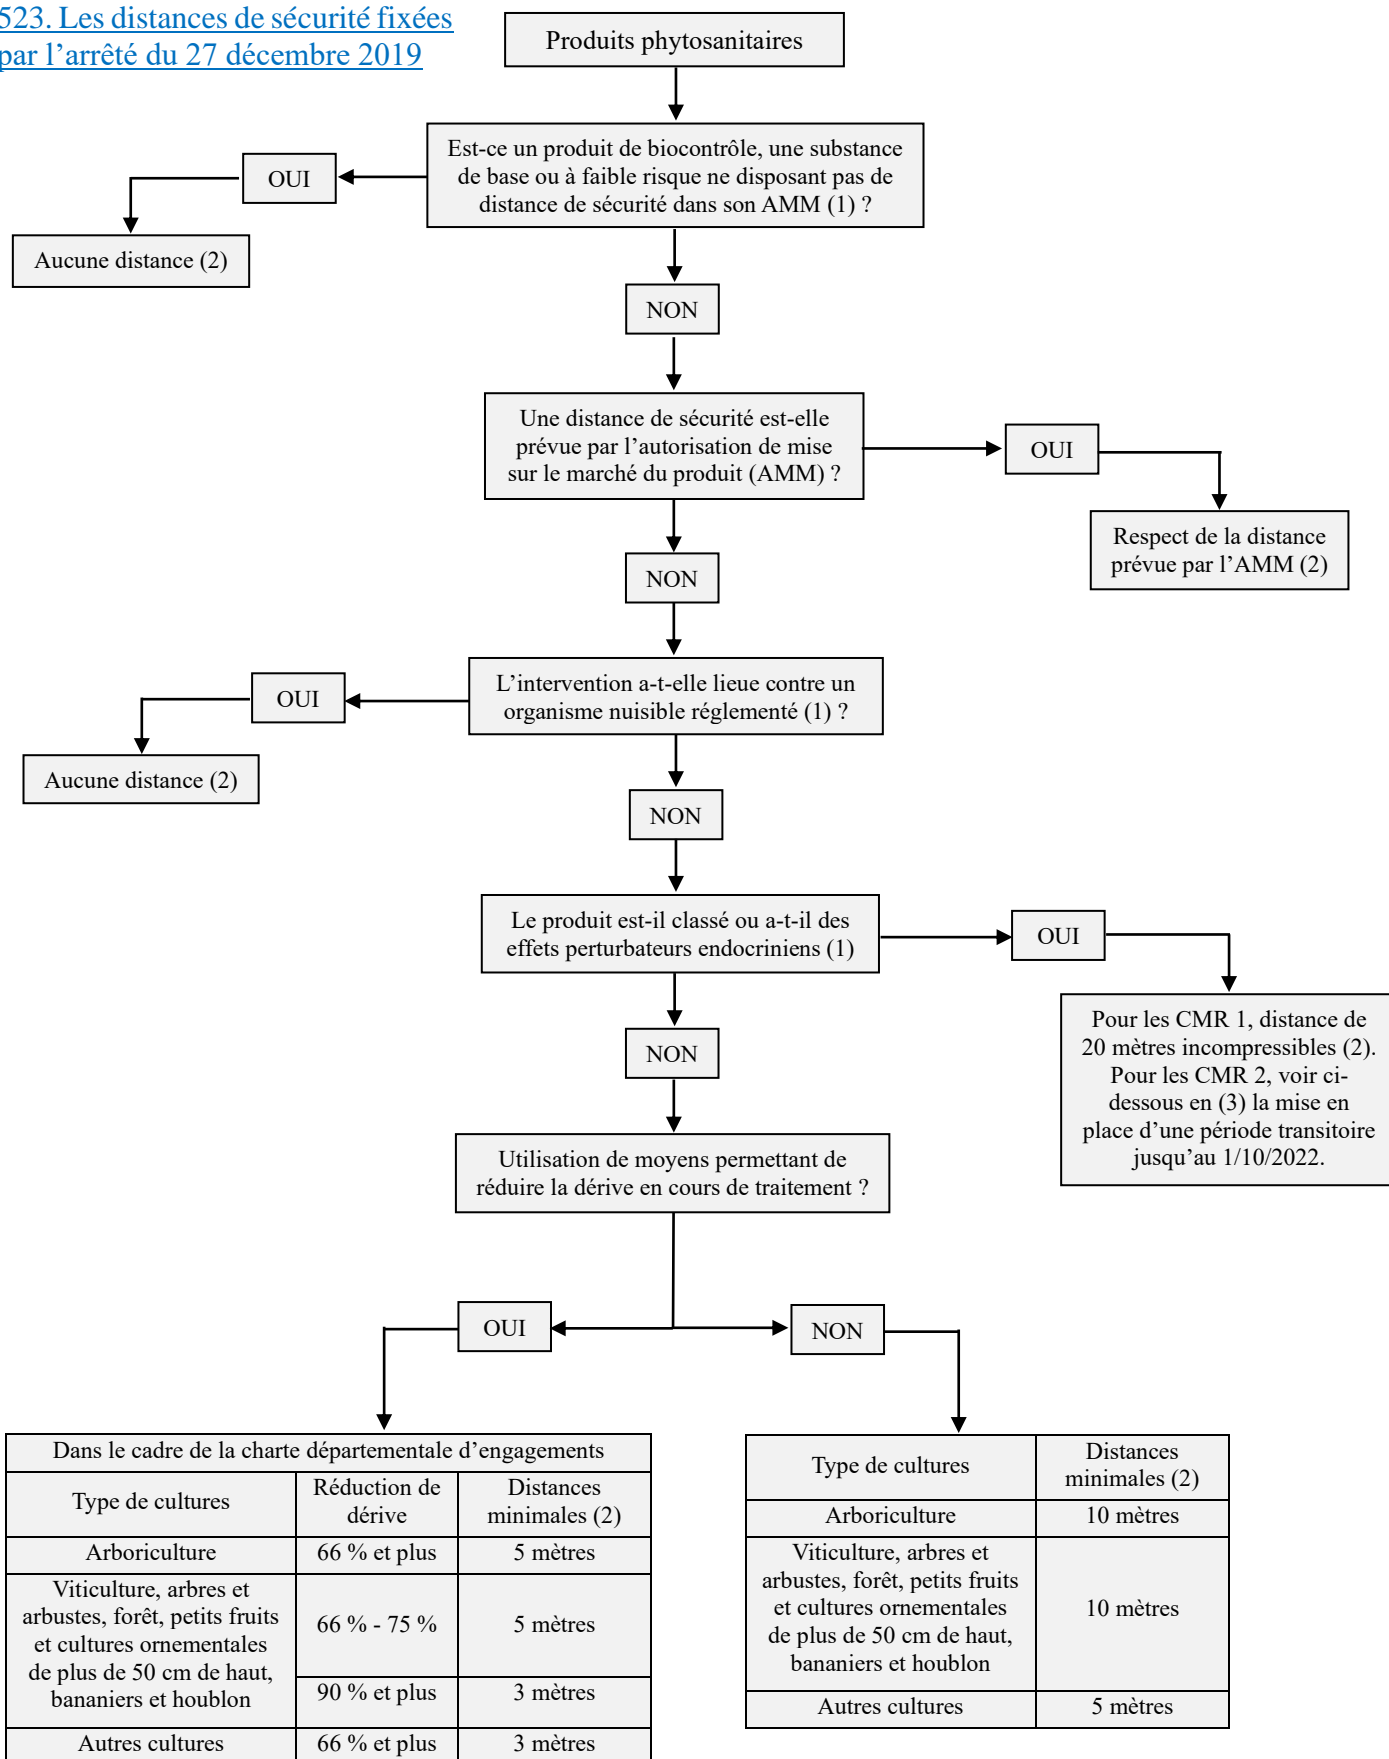 523. Les distances de sécurité fixées
par l’arrêté du 27 décembre 2019
Produits phytosanitaires
Est-ce un produit de biocontrôle, une substance
de base ou à faible risque ne disposant pas de
distance de sécurité dans son AMM (1) ?
OUI
Aucune distance (2)
NON
Une distance de sécurité est-elle
prévue par l’autorisation de mise
sur le marché du produit (AMM) ?
OUI
Respect de la distance
prévue par l’AMM (2)
NON
L’intervention a-t-elle lieue contre un
organisme nuisible réglementé (1) ?
OUI
Aucune distance (2)
NON
Le produit est-il classé ou a-t-il des
effets perturbateurs endocriniens (1)
OUI
Pour les CMR 1, distance de
20 mètres incompressibles (2).
Pour les CMR 2, voir ci-
dessous en (3) la mise en
place d’une période transitoire
jusqu’au 1/10/2022.
NON
Utilisation de moyens permettant de
réduire la dérive en cours de traitement ?
OUI
NON
Dans le cadre de la charte départementale d’engagements
Type de cultures
Réduction de
dérive
Distances
minimales (2)
Arboriculture
66 % et plus
5 mètres
Viticulture, arbres et
arbustes, forêt, petits fruits
et cultures ornementales
de plus de 50 cm de haut,
bananiers et houblon
66 % - 75 %
5 mètres
90 % et plus
3 mètres
Autres cultures
66 % et plus
3 mètres
Type de cultures
Distances
minimales (2)
Arboriculture
10 mètres
Viticulture, arbres et
arbustes, forêt, petits fruits
et cultures ornementales
de plus de 50 cm de haut,
bananiers et houblon
10 mètres
Autres cultures
5 mètres